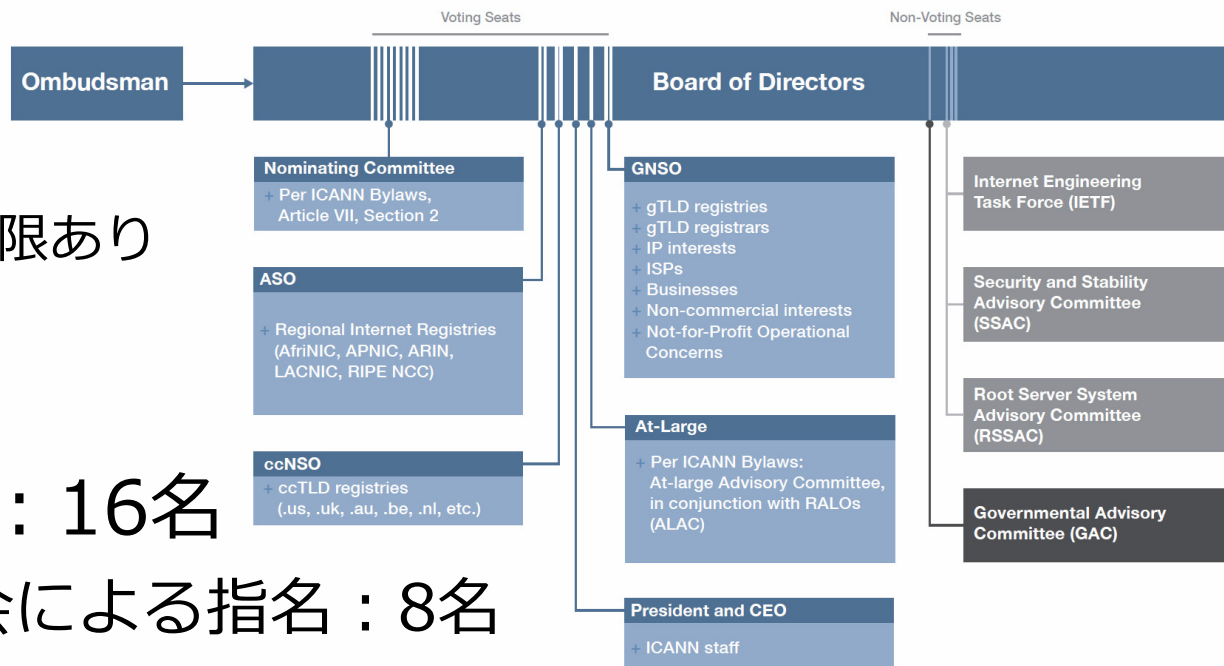 Voting Seats
Non-Voting Seats
Ombudsman
Board of Directors
Nominating Committee
+ Per ICANN Bylaws,
Article VII, Section 2
限あり
ASO
+ Regional Internet Registries
(AfriNIC, APNIC, ARIN,
LACNIC, RIPE NCC)
ccNSO
+ ccTLD registries
(.us, .uk, .au, .be, .nl, etc.)
：16名
会による指名：8名
GNSO
+ gTLD registries
+ gTLD registrars
+ IP interests
+ ISPs
+ Businesses
+ Non-commercial interests
+ Not-for-Profit Operational
Concerns
At-Large
+ Per ICANN Bylaws:
At-large Advisory Committee,
in conjunction with RALOs
(ALAC)
President and CEO
+ ICANN staff
Internet Engineering
Task Force (IETF)
Security and Stability
Advisory Committee
(SSAC)
Root Server System
Advisory Committee
(RSSAC)
Governmental Advisory
Committee (GAC)